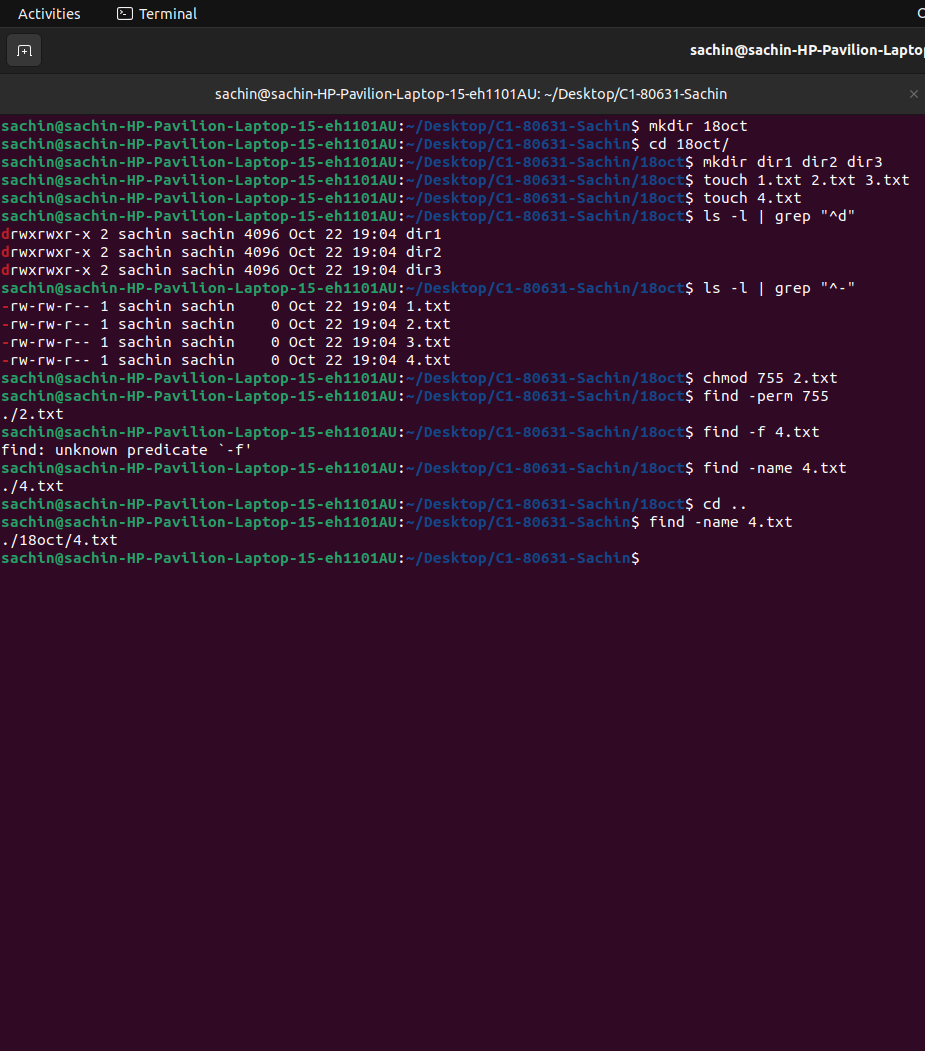 Activities Terminal
sachin@sachin-HP-Pavilion-Lapto
sachin@sachin-HP-Pavilion-Laptop-15-eh1101AU: ~/Desktop/C1-80631-Sachin ×
sachin@sachin-HP-Pavilion-Laptop-15-eh1101AU:~/Desktop/C1-80631-Sachin$ mkdir 18oct
sachin@sachin-HP-Pavilion-Laptop-15-eh1101AU:~/Desktop/C1-80631-Sachin$ cd 18oct/
sachin@sachin-HP-Pavilion-Laptop-15-eh1101AU:~/Desktop/C1-80631-Sachin/18oct$ mkdir dir1 dir2 dir3
sachin@sachin-HP-Pavilion-Laptop-15-eh1101AU:~/Desktop/C1-80631-Sachin/18oct$ touch 1.txt 2.txt 3.txt
sachin@sachin-HP-Pavilion-Laptop-15-eh1101AU:~/Desktop/C1-80631-Sachin/18oct$ touch 4.txt
sachin@sachin-HP-Pavilion-Laptop-15-eh1101AU:~/Desktop/C1-80631-Sachin/18oct$ ls -l | grep "^d"
drwxrwxr-x 2 sachin sachin 4096 Oct 22 19:04 dir1
drwxrwxr-x 2 sachin sachin 4096 Oct 22 19:04 dir2
drwxrwxr-x 2 sachin sachin 4096 Oct 22 19:04 dir3
sachin@sachin-HP-Pavilion-Laptop-15-eh1101AU:~/Desktop/C1-80631-Sachin/18oct$ ls -l | grep "^-"
-rw-rw-r-- 1 sachin sachin    0 Oct 22 19:04 1.txt
-rw-rw-r-- 1 sachin sachin    0 Oct 22 19:04 2.txt
-rw-rw-r-- 1 sachin sachin    0 Oct 22 19:04 3.txt
-rw-rw-r-- 1 sachin sachin    0 Oct 22 19:04 4.txt
sachin@sachin-HP-Pavilion-Laptop-15-eh1101AU:~/Desktop/C1-80631-Sachin/18oct$ chmod 755 2.txt
sachin@sachin-HP-Pavilion-Laptop-15-eh1101AU:~/Desktop/C1-80631-Sachin/18oct$ find -perm 755
./2.txt
sachin@sachin-HP-Pavilion-Laptop-15-eh1101AU:~/Desktop/C1-80631-Sachin/18oct$ find -f 4.txt
find: unknown predicate `-f'
sachin@sachin-HP-Pavilion-Laptop-15-eh1101AU:~/Desktop/C1-80631-Sachin/18oct$ find -name 4.txt
./4.txt
sachin@sachin-HP-Pavilion-Laptop-15-eh1101AU:~/Desktop/C1-80631-Sachin/18oct$ cd ..
sachin@sachin-HP-Pavilion-Laptop-15-eh1101AU:~/Desktop/C1-80631-Sachin$ find -name 4.txt
./18oct/4.txt
sachin@sachin-HP-Pavilion-Laptop-15-eh1101AU:~/Desktop/C1-80631-Sachin$